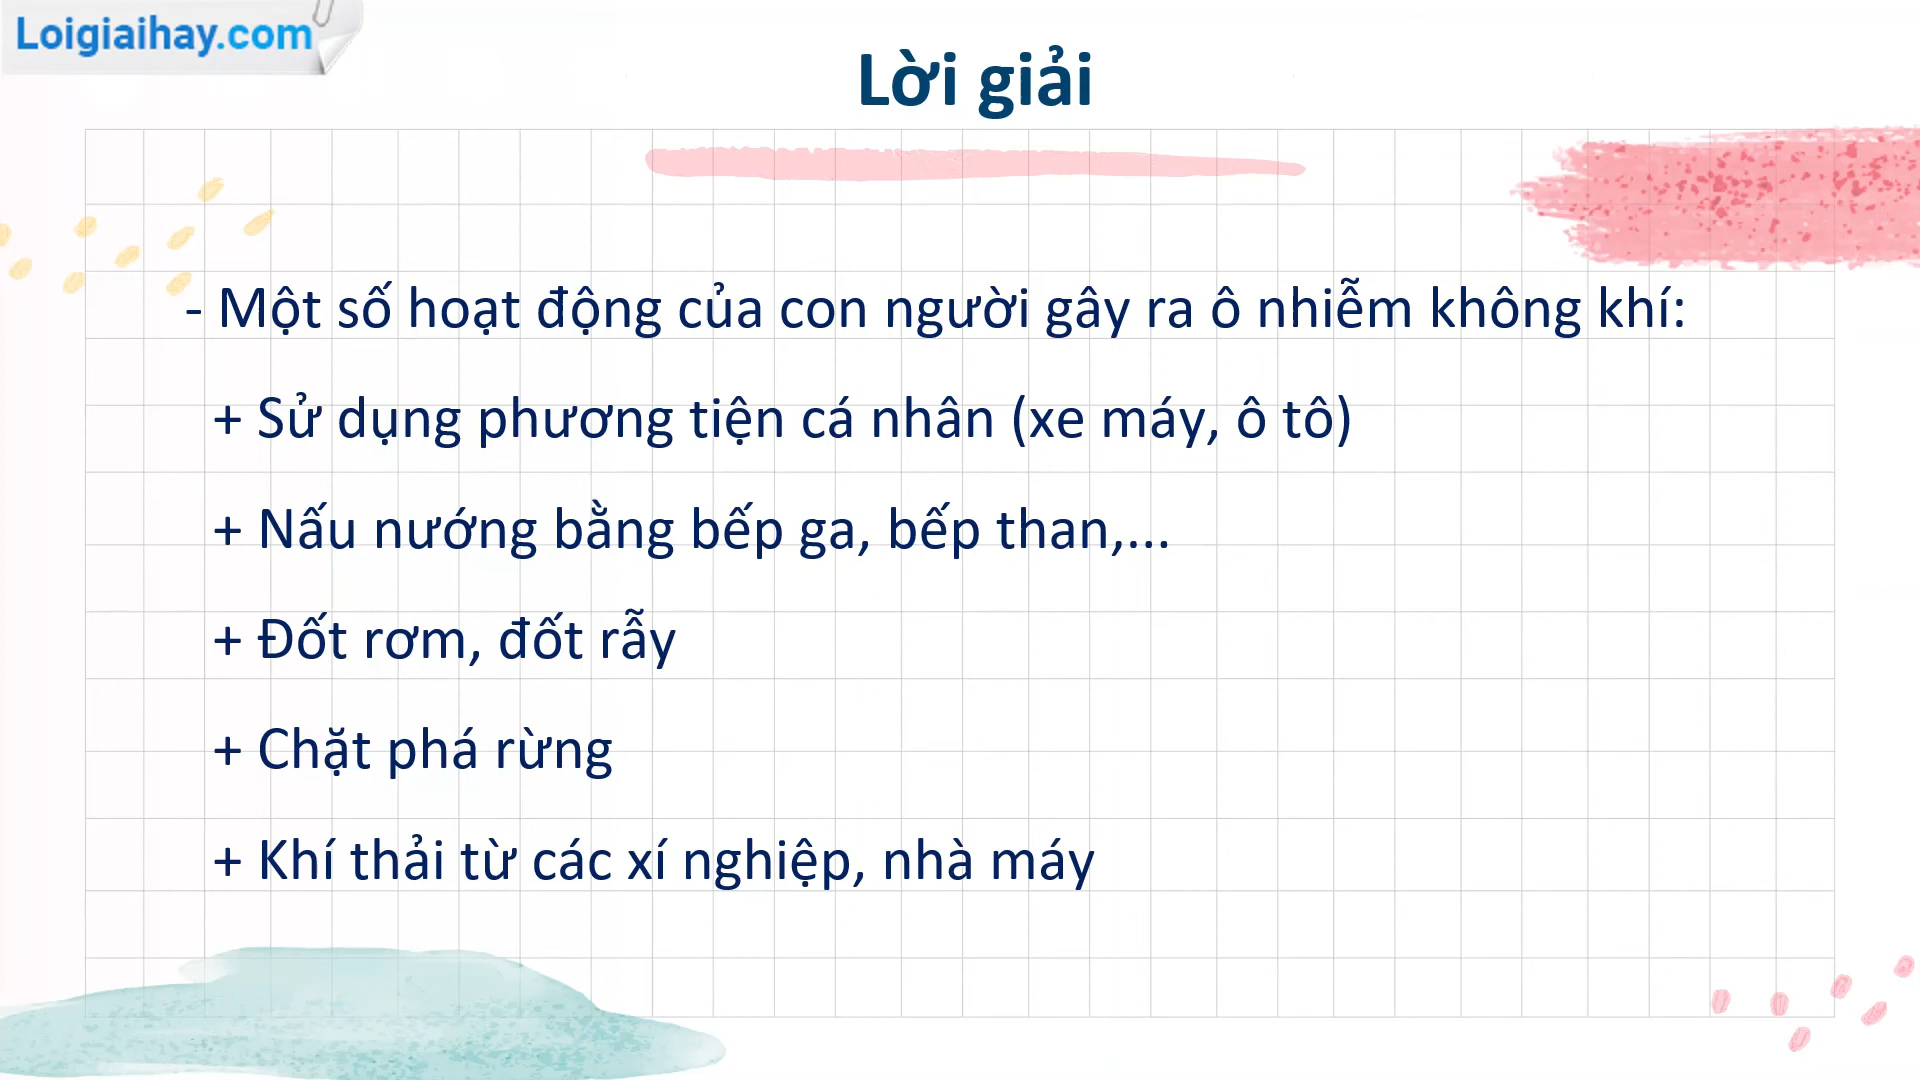 Loigiaihay.com
Lời giải
- Một số hoạt động của con người gây ra ô nhiễm không khí:
+ Sử dụng phương tiện cá nhân (xe máy, ô tô)
+ Nấu nướng bằng bếp ga, bếp than,...
+ Đốt rơm, đốt rẫy
+ Chặt phá rừng
+ Khí thải từ các xí nghiệp, nhà máy